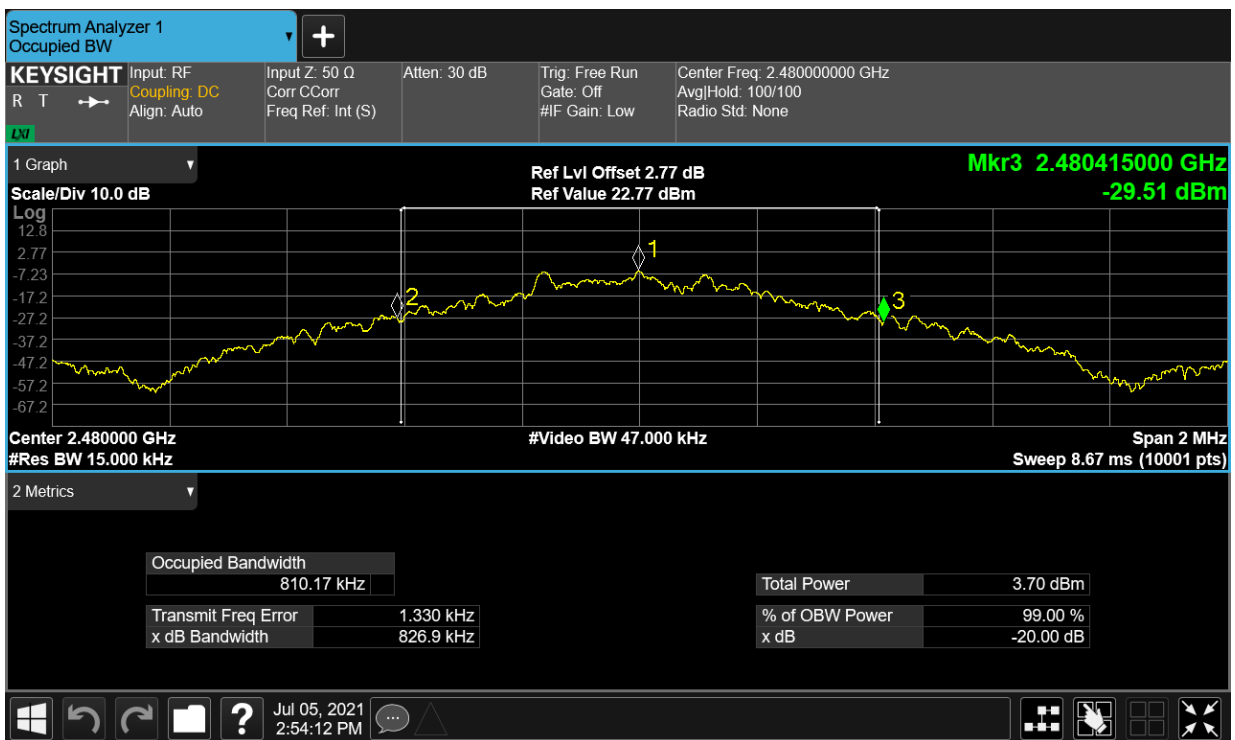 Spectrum Analyzer 1
Occupied BW
KEYSIGHT
R T
LXI
Input: RF
Coupling: DC
Align: Auto
Input Z: 50 Ω
Corr CCorr
Freq Ref: Int (S)
Atten: 30 dB
Trig: Free Run
Gate: Off
#IF Gain: Low
Center Freq: 2.480000000 GHz
Avg|Hold: 100/100
Radio Std: None
1 Graph
Scale/Div 10.0 dB
Ref Lvl Offset 2.77 dB
Ref Value 22.77 dBm
Mkr3 2.480415000 GHz
-29.51 dBm
Log
12.8
2.77
-7.23
-17.2
-27.2
-37.2
-47.2
-57.2
-67.2
1
2
3
Center 2.480000 GHz
#Res BW 15.000 kHz
#Video BW 47.000 kHz
Span 2 MHz
Sweep 8.67 ms (10001 pts)
2 Metrics
Occupied Bandwidth
810.17 kHz
Transmit Freq Error 1.330 kHz
x dB Bandwidth 826.9 kHz
Total Power 3.70 dBm
% of OBW Power 99.00 %
x dB -20.00 dB
?
Jul 05, 2021
2:54:12 PM